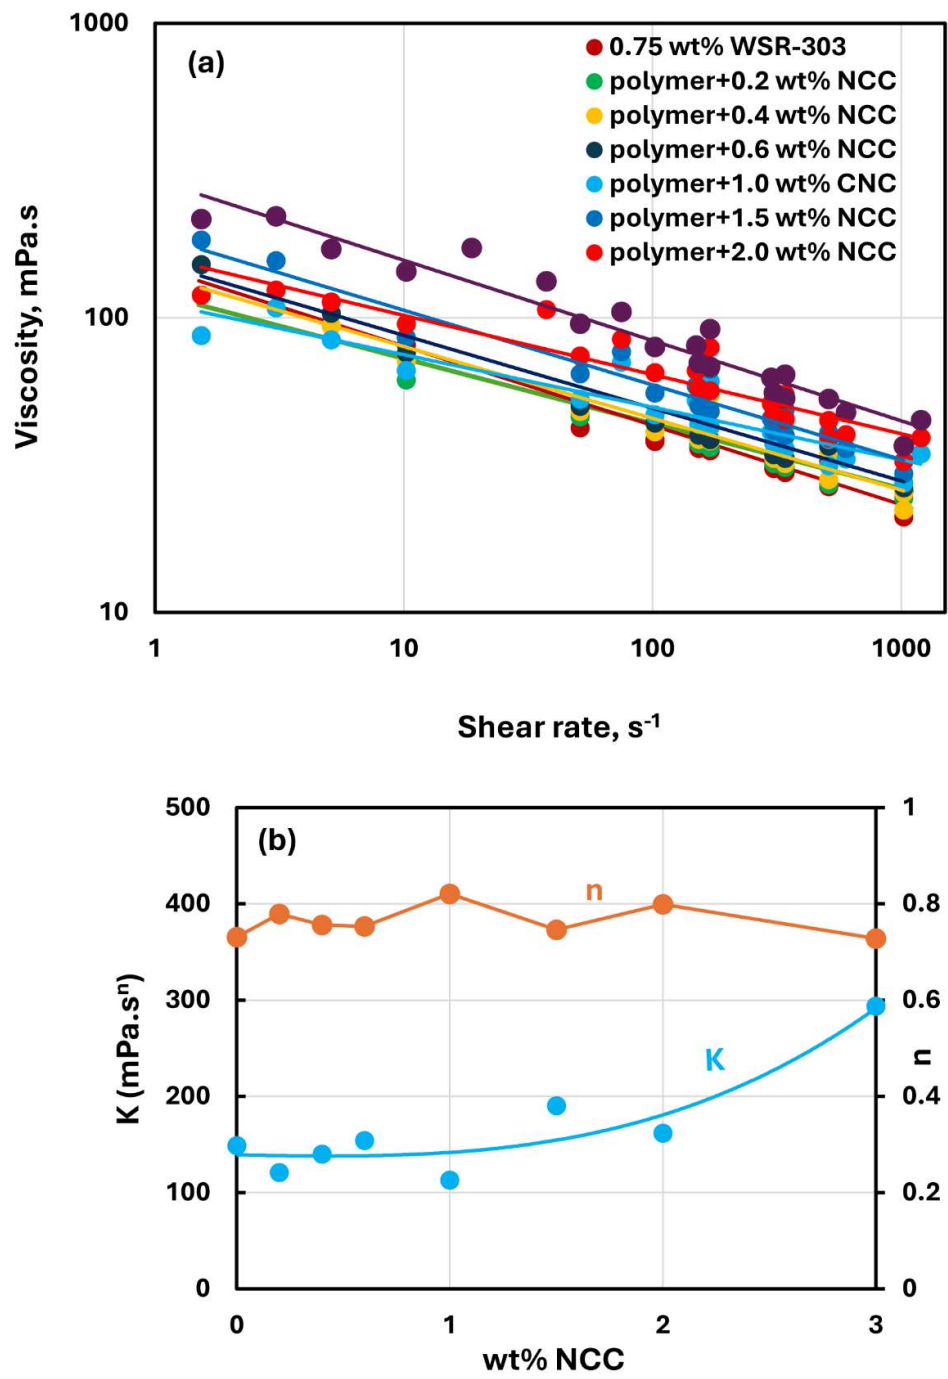 1000
(a)
0.75 wt% WSR-303
polymer+0.2 wt% NCC
polymer+0.4 wt% NCC
polymer+0.6 wt% NCC
polymer+1.0 wt% CNC
polymer+1.5 wt% NCC
polymer+2.0 wt% NCC
Viscosity, mPa.s
100
10
1 10 100 1000
Shear rate, s⁻¹
500 1
(b)
400 n 0.8
300 0.6
K (mPa.sⁿ) K n
200 0.4
100 0.2
0 0
0 1 2 3
wt% NCC